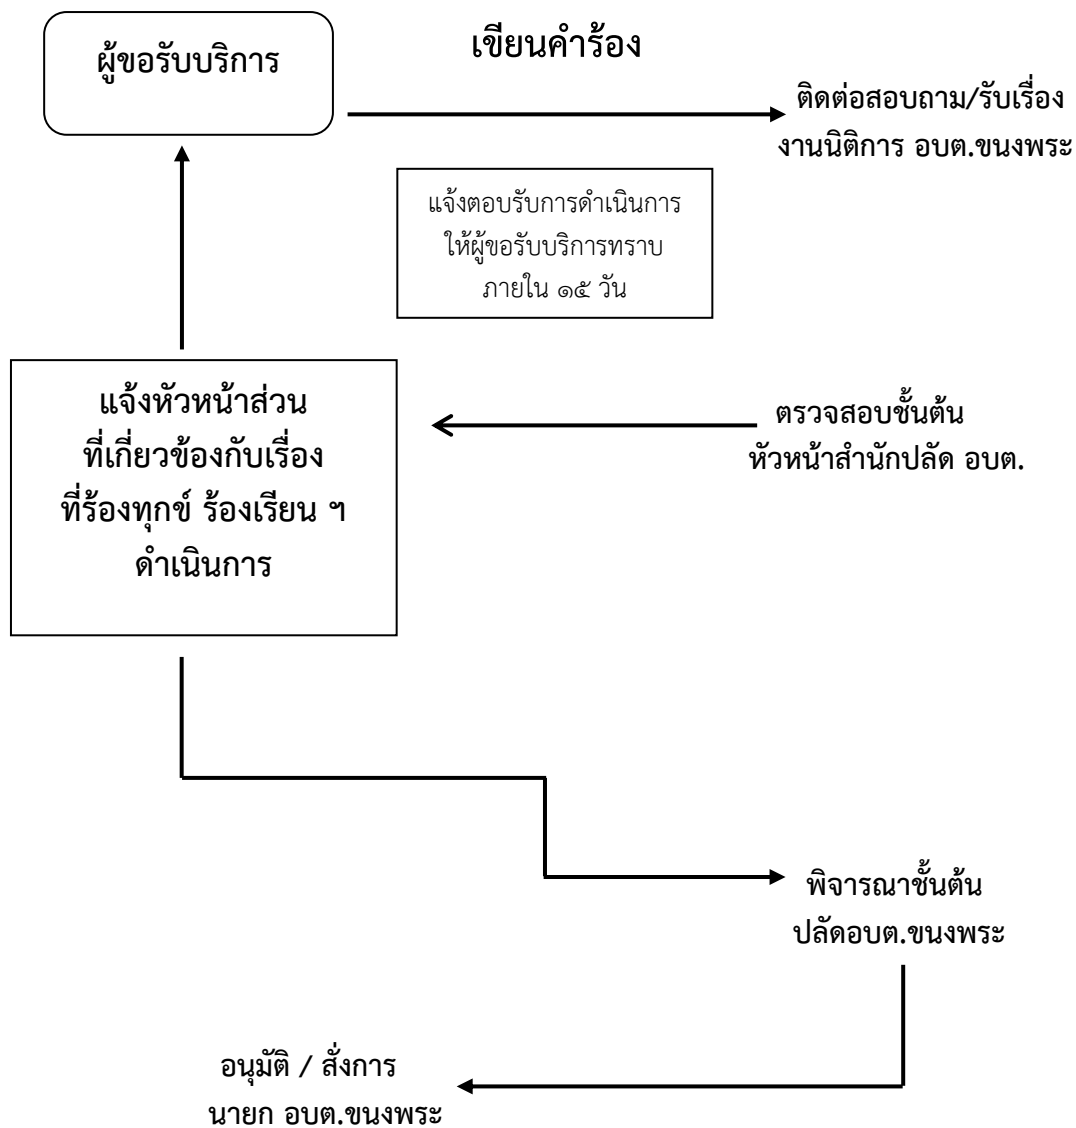 ผู้ขอรับบริการ
เขียนคำร้อง
ติดต่อสอบถาม/รับเรื่อง
งานนิติการ อบต.ขนงพระ
แจ้งตอบรับการดำเนินการ
ให้ผู้ขอรับบริการทราบ
ภายใน ๑๕ วัน
แจ้งหัวหน้าส่วน
ที่เกี่ยวข้องกับเรื่อง
ที่ร้องทุกข์ ร้องเรียน ฯ
ดำเนินการ
ตรวจสอบชั้นต้น
หัวหน้าสำนักปลัด อบต.
พิจารณาชั้นต้น
ปลัดอบต.ขนงพระ
อนุมัติ / สั่งการ
นายก อบต.ขนงพระ